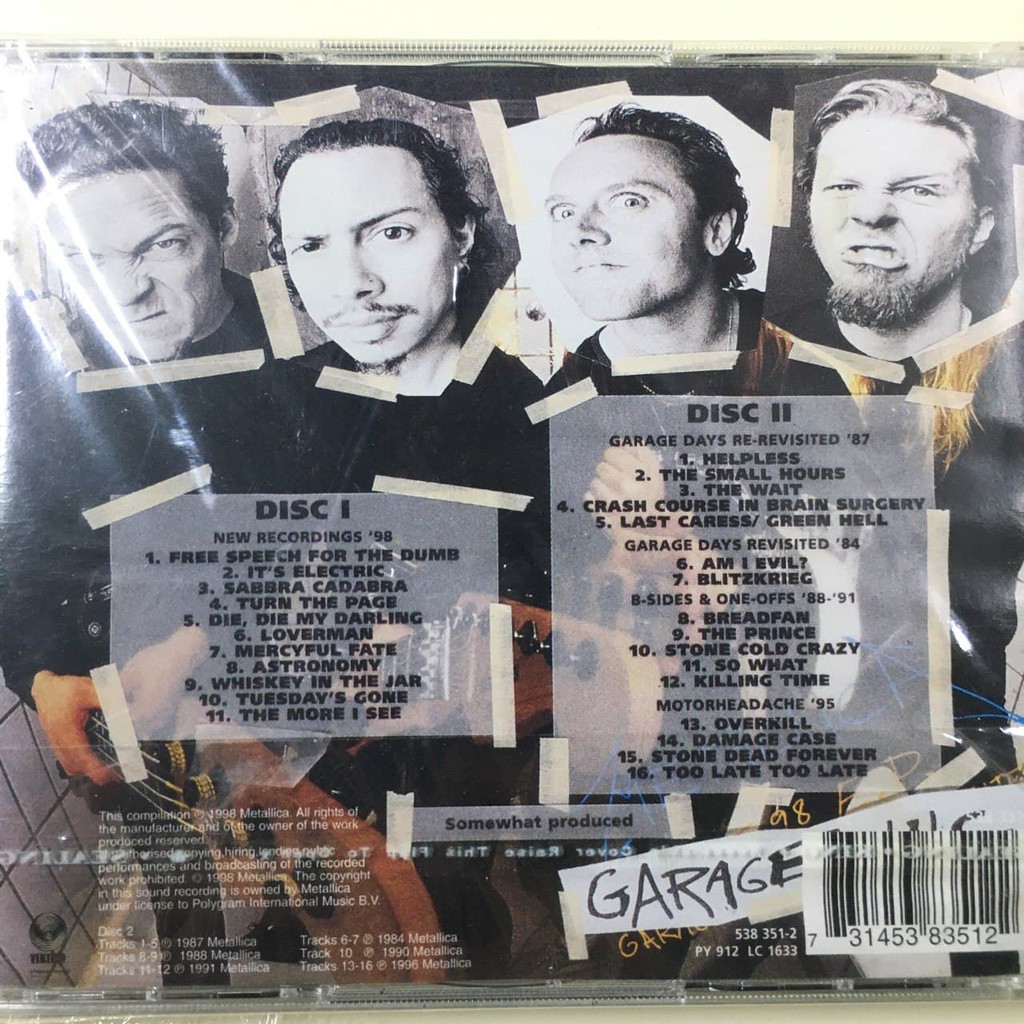 DISC I
NEW RECORDINGS '98
1. FREE SPEECH FOR THE DUMB
2. IT'S ELECTRIC
3. SABBRA CADABRA
4. TURN THE PAGE
5. DIE, DIE MY DARLING
6. LOVERMAN
7. MERCYFUL FATE
8. ASTRONOMY
9. WHISKEY IN THE JAR
10. TUESDAY'S GONE
11. THE MORE I SEE
DISC II
GARAGE DAYS RE-REVISITED '87
1. HELPLESS
2. THE SMALL HOURS
3. THE WAIT
4. CRASH COURSE IN BRAIN SURGERY
5. LAST CARESS/ GREEN HELL
GARAGE DAYS REVISITED '84
6. AM I EVIL?
7. BLITZKRIEG
B-SIDES & ONE-OFFS '88-'91
8. BREADFAN
9. THE PRINCE
10. STONE COLD CRAZY
11. SO WHAT
12. KILLING TIME
MOTORHEADACHE '95
13. OVERKILL
14. DAMAGE CASE
15. STONE DEAD FOREVER
16. TOO LATE TOO LATE
Somewhat produced
This compilation ℗ 1998 Metallica. All rights of
the manufacturer and of the owner of the work
produced reserved.
copying, hiring, lending, public
performances and broadcasting of the recorded
work prohibited. © 1998 Metallica. The copyright
in this sound recording is owned by Metallica
under license to Polygram International Music B.V.
Disc 2
Tracks 1-5 ℗ 1987 Metallica
Tracks 8-9 ℗ 1988 Metallica
Tracks 11-12 ℗ 1991 Metallica
Tracks 6-7 ℗ 1984 Metallica
Track 10 ℗ 1990 Metallica
Tracks 13-16 ℗ 1996 Metallica
VERTIGO
98
GARAGE
538 351-2
PY 912 LC 1633
7 31453 83512